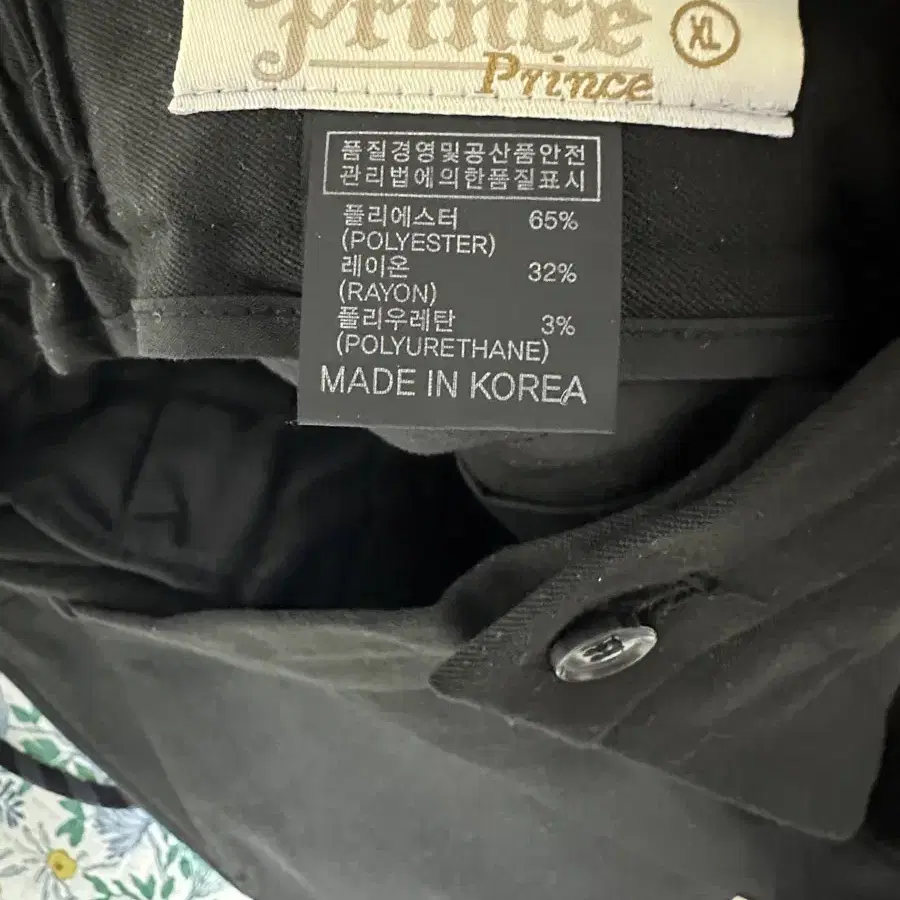 Prince
XL
Prince
품질경영및공산품안전
관리법에의한품질표시
폴리에스터 65%
(POLYESTER)
레이온 32%
(RAYON)
폴리우레탄 3%
(POLYURETHANE)
MADE IN KOREA